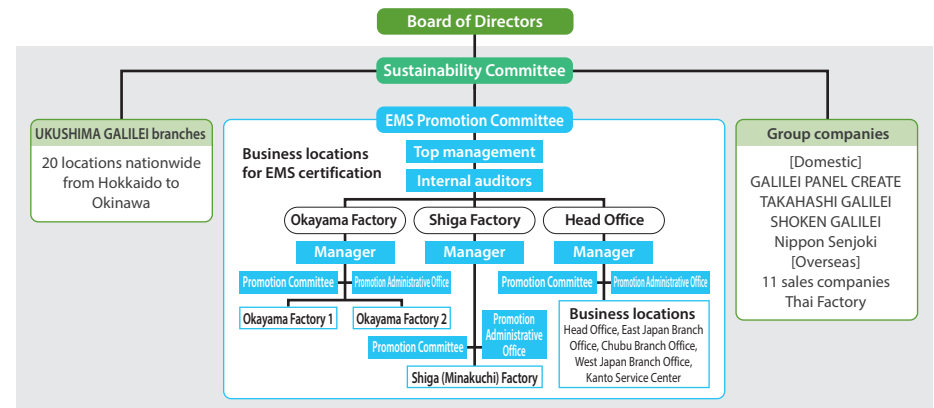 Board of Directors
Sustainability Committee
UKUSHIMA GALILEI branches
20 locations nationwide
from Hokkaido to
Okinawa
EMS Promotion Committee
Business locations
for EMS certification
Top management
Internal auditors
Okayama Factory
Shiga Factory
Head Office
Manager
Manager
Manager
Promotion Committee
Promotion Administrative Office
Promotion Committee
Promotion Administrative Office
Okayama Factory 1
Okayama Factory 2
Promotion Committee
Promotion
Administrative
Office
Shiga (Minakuchi) Factory
Business locations
Head Office, East Japan Branch
Office, Chubu Branch Office,
West Japan Branch Office,
Kanto Service Center
Group companies
[Domestic]
GALILEI PANEL CREATE
TAKAHASHI GALILEI
SHOKEN GALILEI
Nippon Senjoki
[Overseas]
11 sales companies
Thai Factory